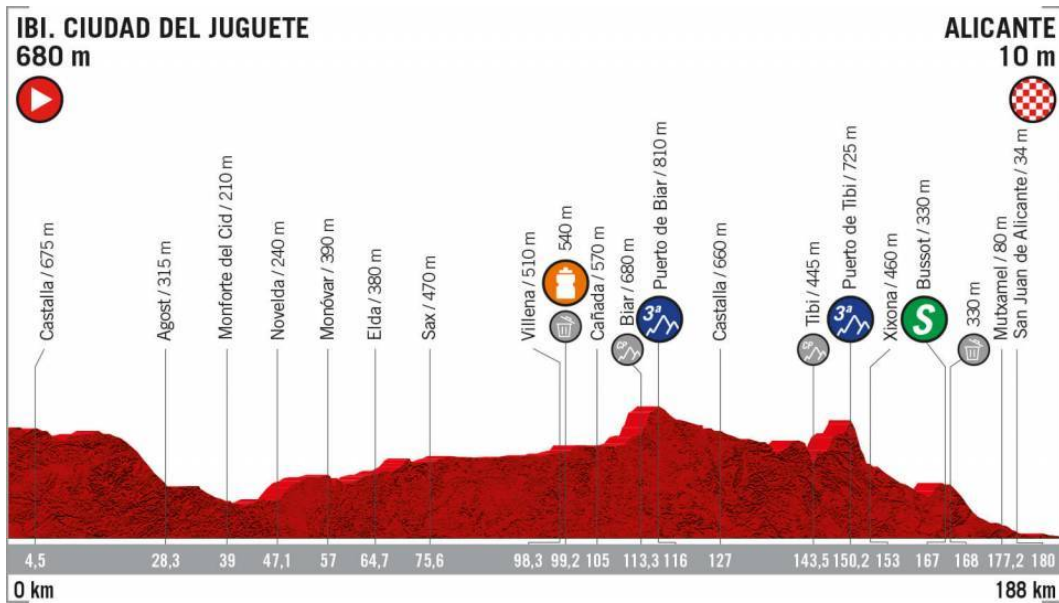 IBI. CIUDAD DEL JUGUETE
680 m
ALICANTE
10 m
Castalla / 675 m
Agost / 315 m
Monforte del Cid / 210 m
Novelda / 240 m
Monóvar / 390 m
Elda / 380 m
Sax / 470 m
Villena / 510 m
540 m
Cañada / 570 m
Biar / 680 m
CP
Puerto de Biar / 810 m
3ª
Castalla / 660 m
Tibi / 445 m
CP
Puerto de Tibi / 725 m
3ª
Xixona / 460 m
Bussot / 330 m
S
330 m
Mutxamel / 80 m
San Juan de Alicante / 34 m
4,5 28,3 39 47,1 57 64,7 75,6 98,3 99,2 105 113,3 116 127 143,5 150,2 153 167 168 177,2 180
0 km
188 km